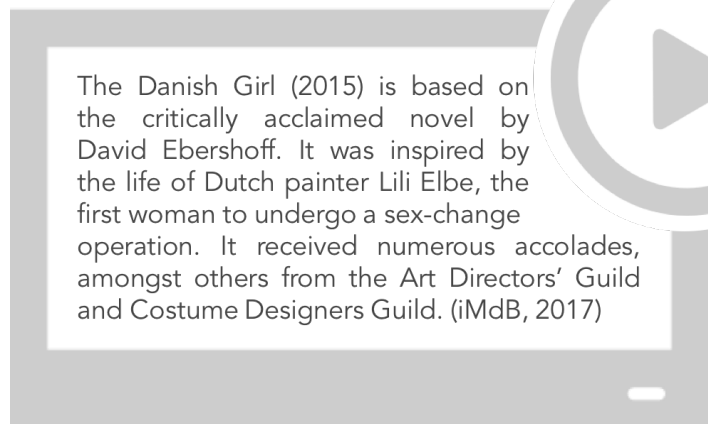 The Danish Girl (2015) is based on
the critically acclaimed novel by
David Ebershoff. It was inspired by
the life of Dutch painter Lili Elbe, the
first woman to undergo a sex-change
operation. It received numerous accolades,
amongst others from the Art Directors’ Guild
and Costume Designers Guild. (iMdB, 2017)